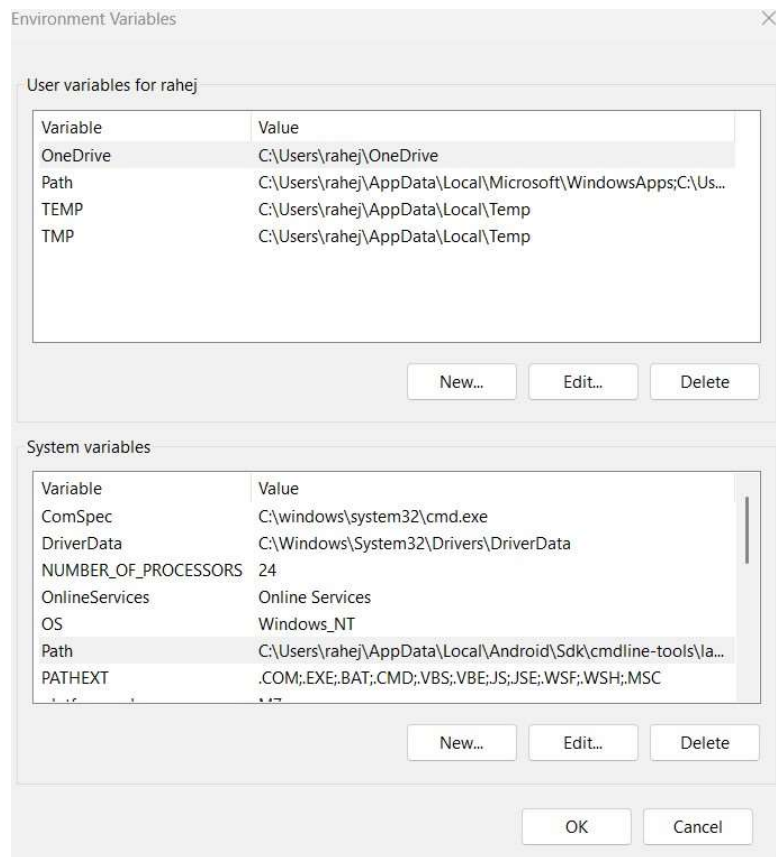 Environment Variables
User variables for rahej
Variable Value
OneDrive C:\Users\rahej\OneDrive
Path C:\Users\rahej\AppData\Local\Microsoft\WindowsApps;C:\Us...
TEMP C:\Users\rahej\AppData\Local\Temp
TMP C:\Users\rahej\AppData\Local\Temp
New... Edit... Delete
System variables
Variable Value
ComSpec C:\windows\system32\cmd.exe
DriverData C:\Windows\System32\Drivers\DriverData
NUMBER_OF_PROCESSORS 24
OnlineServices Online Services
OS Windows_NT
Path C:\Users\rahej\AppData\Local\Android\Sdk\cmdline-tools\la...
PATHEXT .COM;.EXE;.BAT;.CMD;.VBS;.VBE;.JS;.JSE;.WSF;.WSH;.MSC
New... Edit... Delete
OK Cancel